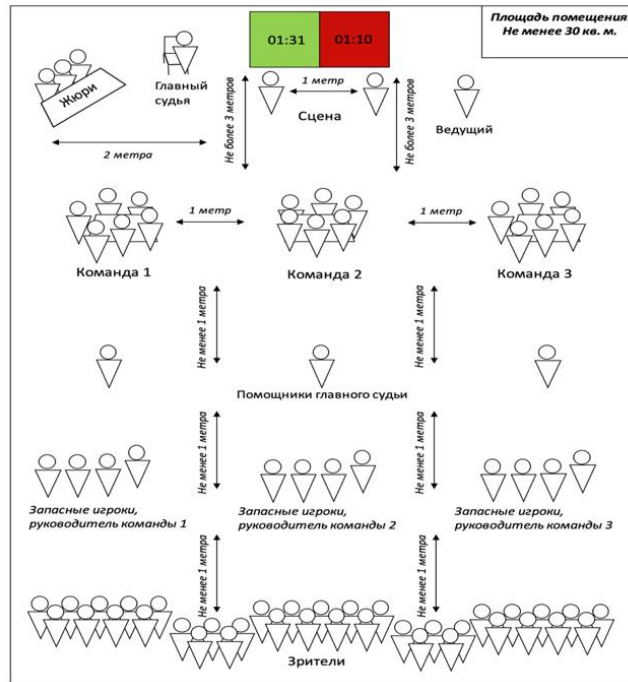 Площадь помещения:
Не менее 30 кв. м.
01:31
01:10
Жюри
Главный
судья
1 метр
Сцена
Не более 3 метров
Не более 3 метров
Ведущий
2 метра
1 метр
1 метр
Команда 1
Команда 2
Команда 3
Не менее 1 метра
Не менее 1 метра
Помощники главного судьи
Не менее 1 метра
Не менее 1 метра
Запасные игроки,
руководитель команды 1
Запасные игроки,
руководитель команды 2
Запасные игроки,
руководитель команды 3
Не менее 1 метра
Не менее 1 метра
Зрители